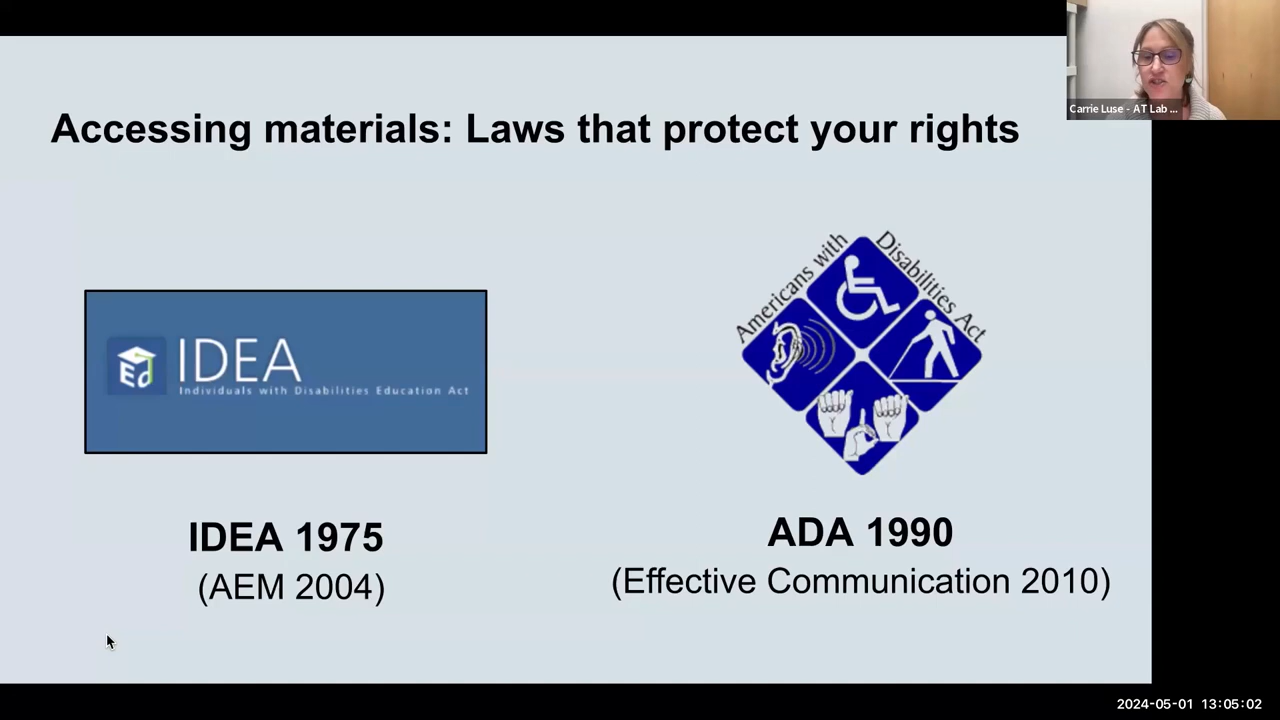 Carrie Luse - AT Lab ...
Accessing materials: Laws that protect your rights
Americans with Disabilities Act
Ed IDEA
Individuals with Disabilities Education Act
IDEA 1975
(AEM 2004)
ADA 1990
(Effective Communication 2010)
2024-05-01 13:05:02